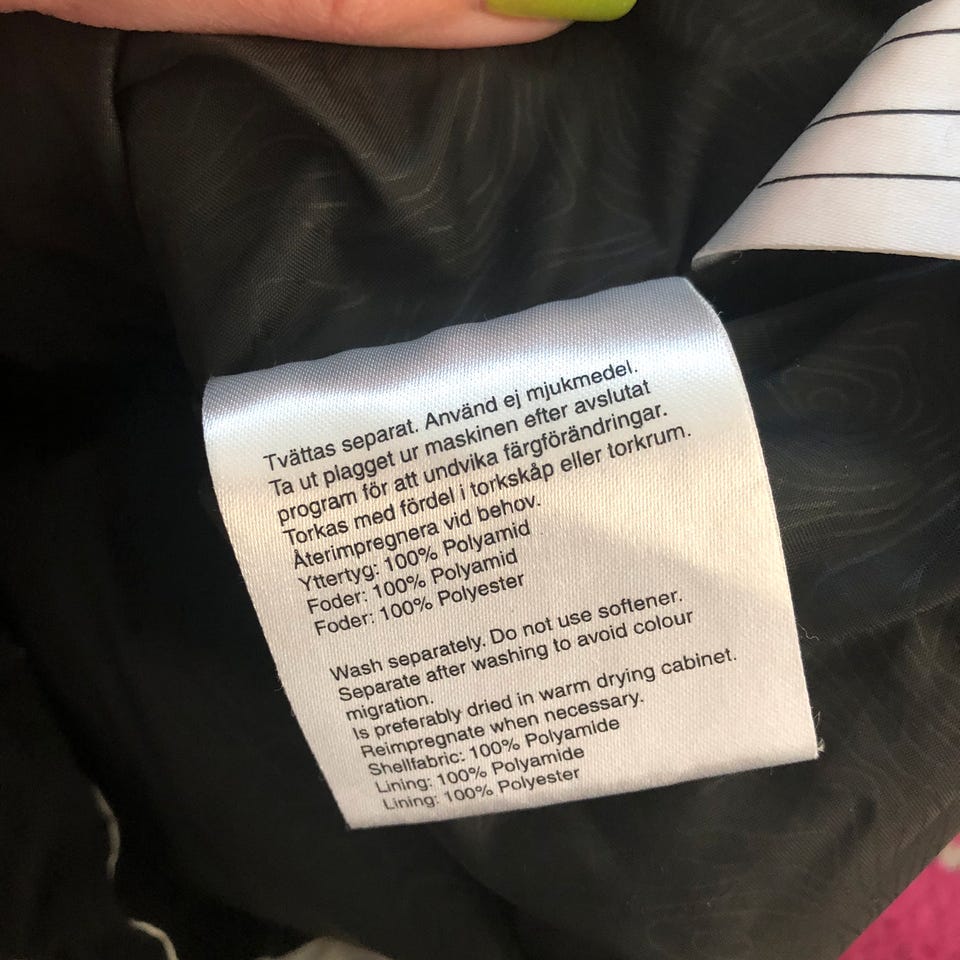 Tvättas separat. Använd ej mjukmedel.
Ta ut plagget ur maskinen efter avslutat
program för att undvika färgförändringar.
Torkas med fördel i torkskåp eller torkrum.
Återimpregnera vid behov.
Yttertyg: 100% Polyamid
Foder: 100% Polyamid
Foder: 100% Polyester
Wash separately. Do not use softener.
Separate after washing to avoid colour
migration.
Is preferably dried in warm drying cabinet.
Reimpregnate when necessary.
Shellfabric: 100% Polyamide
Lining: 100% Polyamide
Lining: 100% Polyester